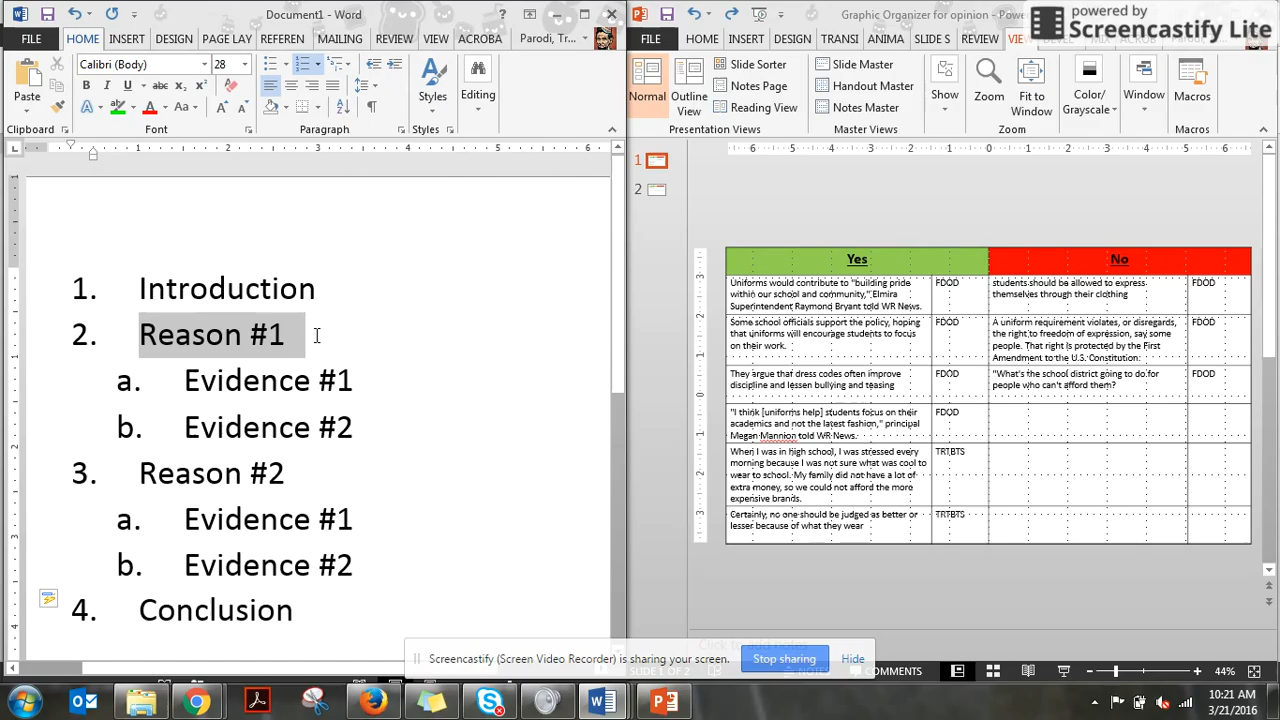 Document1 - Word
FILE
HOME
INSERT
DESIGN
PAGE LAY
REFEREN
MAILING
REVIEW
VIEW
ACROBA
Parodi, Tr...
Calibri (Body)
28
Paste
Styles
Editing
Clipboard
Font
Paragraph
Styles
1. Introduction
2. Reason #1
a. Evidence #1
b. Evidence #2
3. Reason #2
a. Evidence #1
b. Evidence #2
4. Conclusion
Graphic Organizer for opinion - Powe
powered by
Screencastify Lite
FILE
HOME
INSERT
DESIGN
TRANSI
ANIMA
SLIDE S
REVIEW
Normal
Outline
View
Slide Sorter
Notes Page
Reading View
Slide Master
Handout Master
Notes Master
Show
Zoom
Fit to
Window
Color/
Grayscale
Window
Macros
Presentation Views
Master Views
Zoom
Macros
1
2
Yes
No
Uniforms would contribute to "building pride
within our school and community," Elmira
Superintendent Raymond Bryant told WR News.
FDOD
students should be allowed to express
themselves through their clothing
FDOD
Some school officials support the policy, hoping
that uniforms will encourage students to focus
on their work.
FDOD
A uniform requirement violates, or disregards,
the right to freedom of expression, say some
people. That right is protected by the First
Amendment to the U.S. Constitution.
FDOD
They argue that dress codes often improve
discipline and lessen bullying and teasing
FDOD
"What's the school district going to do for
people who can't afford them?
FDOD
"I think [uniforms help] students focus on their
academics and not the latest fashion," principal
Megan Mannion told WR News.
FDOD
When I was in high school, I was stressed every
morning because I was not sure what was cool to
wear to school. My family did not have a lot of
extra money, so we could not afford the more
expensive brands.
TRTBTS
Certainly, no one should be judged as better or
lesser because of what they wear
TRTBTS
Click to add notes
Screencastify (Screen Video Recorder) is sharing your screen.
Stop sharing
Hide
SLIDE 1 OF 2
NOTES
COMMENTS
44%
10:21 AM
3/21/2016